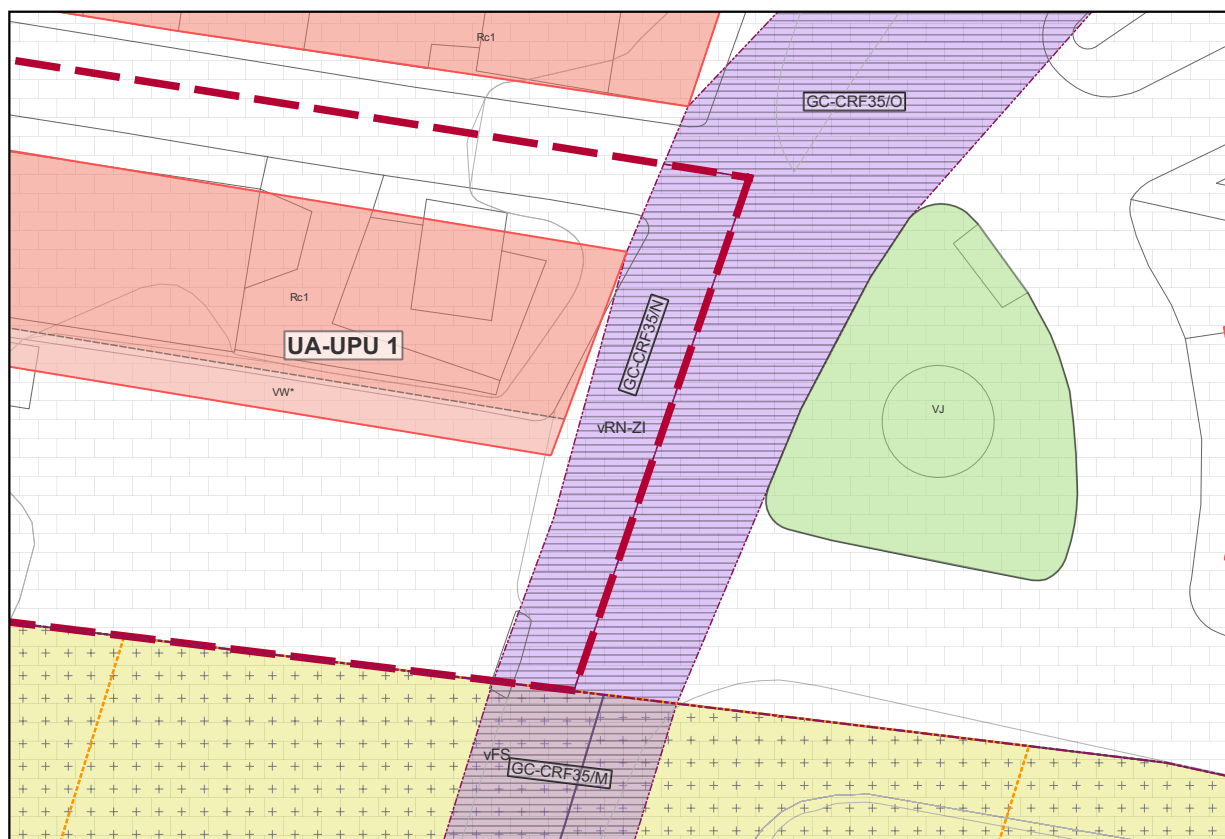 Rc1
GC-CRF35/O
Rc1
UA-UPU 1
GC-CRF35/N
VW*
VJ
vRN-ZI
vFS
GC-CRF35/M